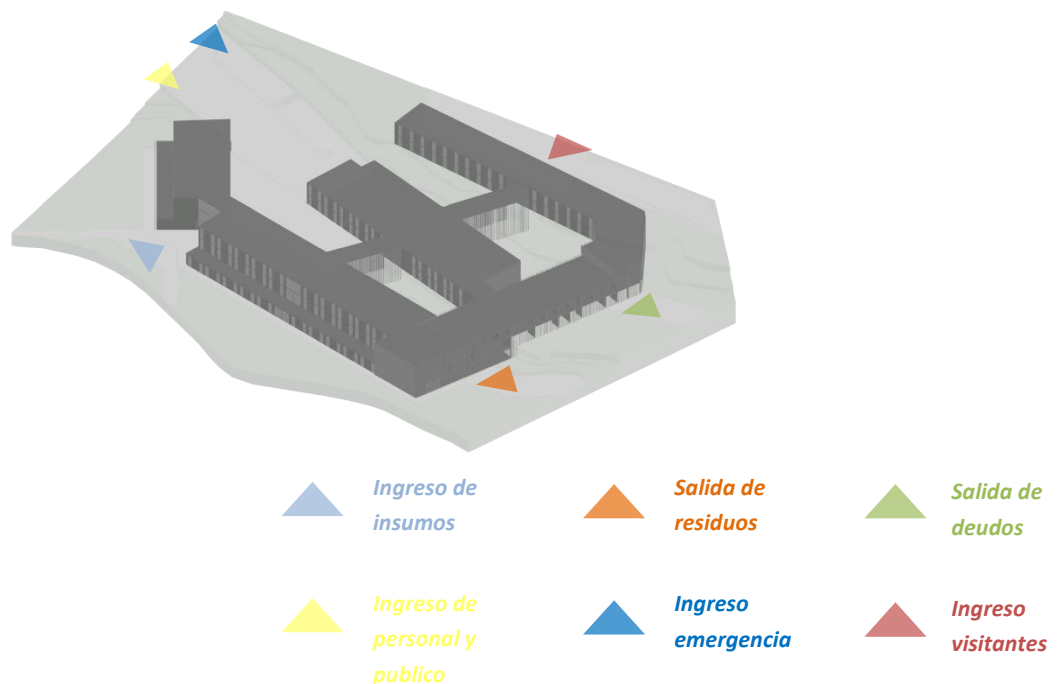 Ingreso de
insumos
Salida de
residuos
Salida de
deudos
Ingreso de
personal y
publico
Ingreso
emergencia
Ingreso
visitantes